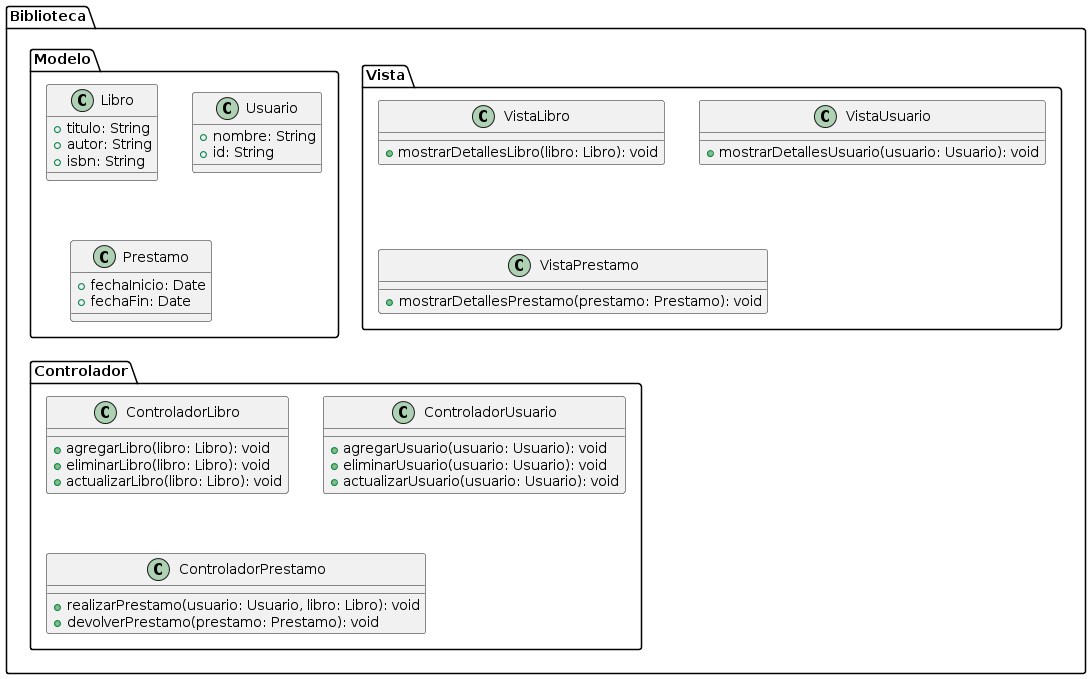 Biblioteca
Modelo
C Libro
titulo: String
autor: String
isbn: String
C Usuario
nombre: String
id: String
C Prestamo
fechaInicio: Date
fechaFin: Date
Vista
C VistaLibro
mostrarDetallesLibro(libro: Libro): void
C VistaUsuario
mostrarDetallesUsuario(usuario: Usuario): void
C VistaPrestamo
mostrarDetallesPrestamo(prestamo: Prestamo): void
Controlador
C ControladorLibro
agregarLibro(libro: Libro): void
eliminarLibro(libro: Libro): void
actualizarLibro(libro: Libro): void
C ControladorUsuario
agregarUsuario(usuario: Usuario): void
eliminarUsuario(usuario: Usuario): void
actualizarUsuario(usuario: Usuario): void
C ControladorPrestamo
realizarPrestamo(usuario: Usuario, libro: Libro): void
devolverPrestamo(prestamo: Prestamo): void